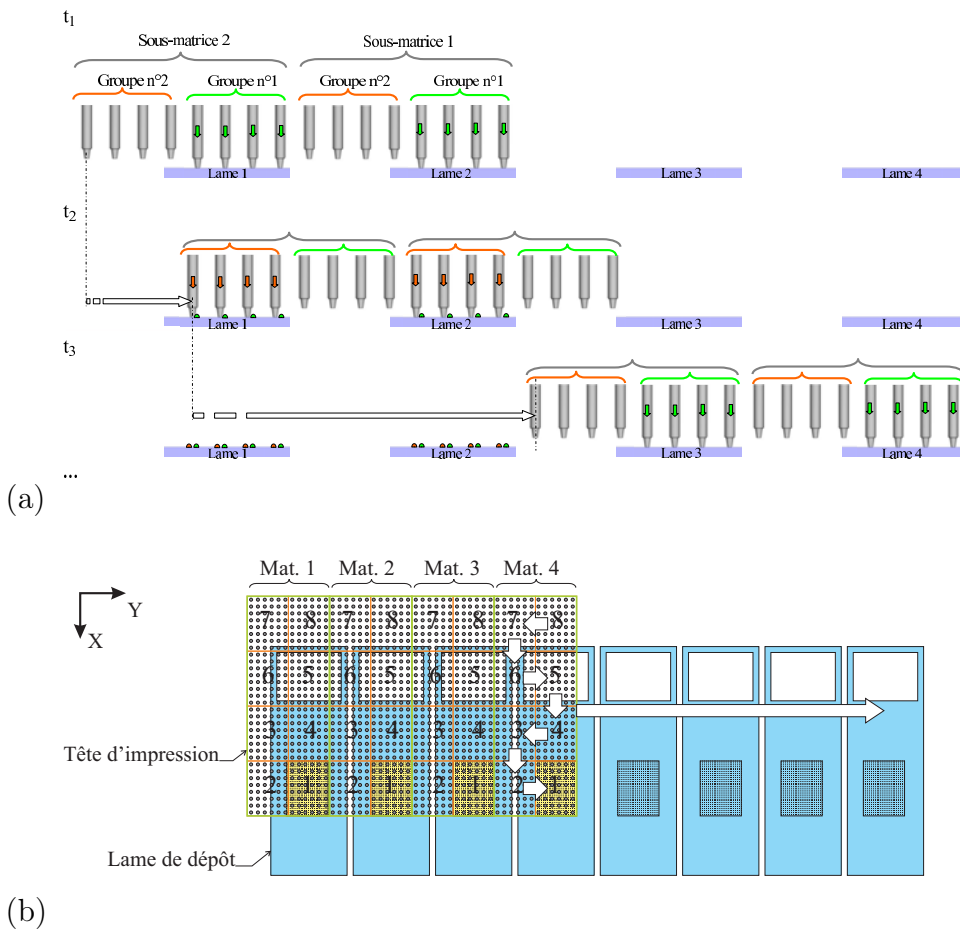 t1
Sous-matrice 2 Sous-matrice 1
Groupe n°2 Groupe n°1 Groupe n°2 Groupe n°1
Lame 1 Lame 2 Lame 3 Lame 4
t2
Lame 1 Lame 2 Lame 3 Lame 4
t3
Lame 1 Lame 2 Lame 3 Lame 4
...
(a)
Mat. 1 Mat. 2 Mat. 3 Mat. 4
Y
X
7 8 7 8 7 8 7 8
6 5 6 5 6 5 6 5
3 4 3 4 3 4 3 4
Tête d'impression
2 1 2 1 2 1 2 1
Lame de dépôt
(b)